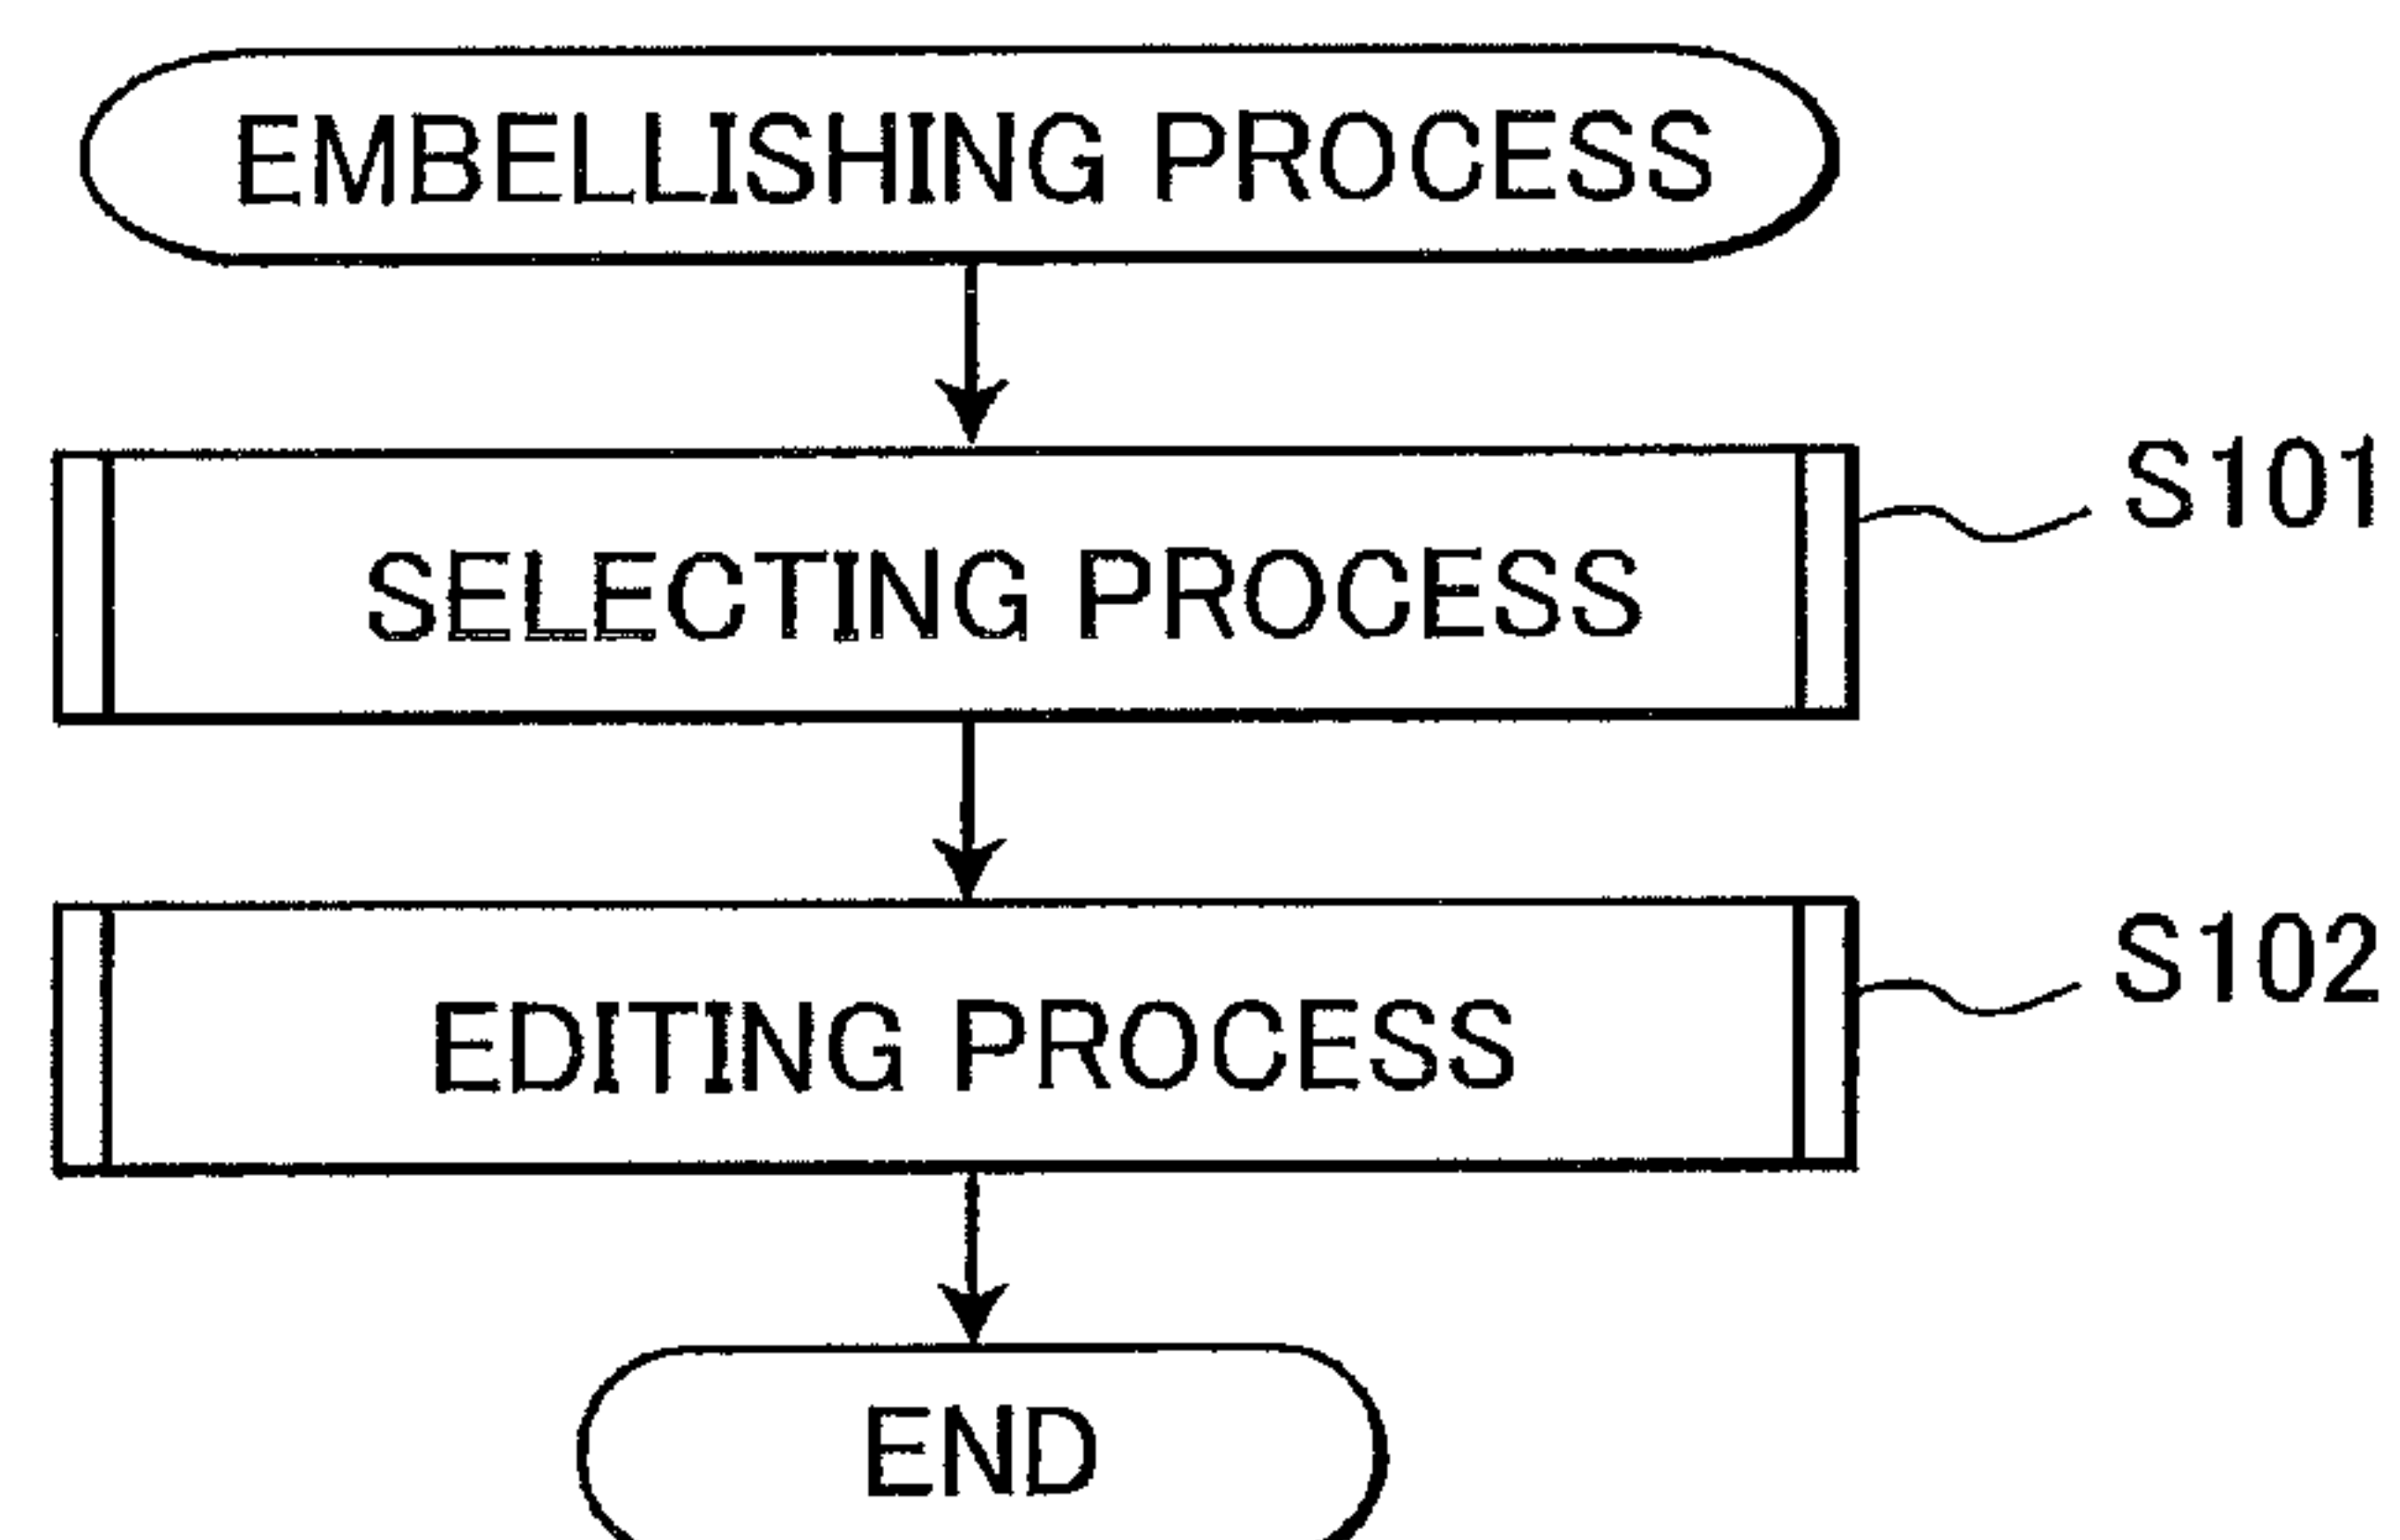 EMBELLISHING PROCESS
S101
SELECTING PROCESS
S102
EDITING PROCESS
END